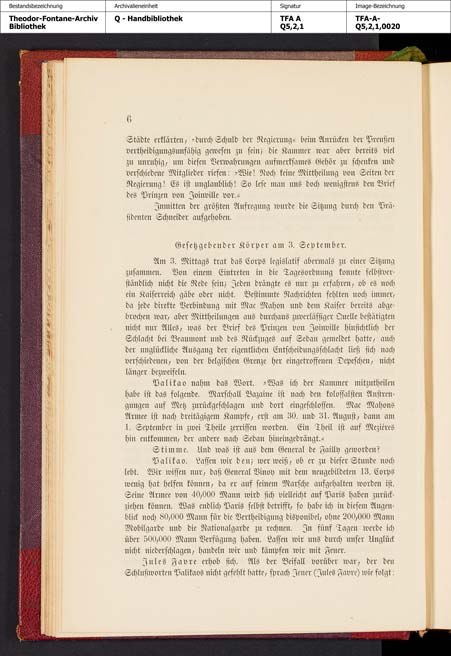 Bestandsbezeichnung Archivalieneinheit Signatur Image-Bezeichnung
Theodor-Fontane-Archiv Q - Handbibliothek TFA A TFA-A-
Bibliothek Q5,2,1 Q5,2,1,0020
6
Städte erklärten, »durch Schuld der Regierung« beim Anrücken der Preußen
vertheidigungsunfähig gewesen zu sein; die Kammer war aber bereits viel
zu unruhig, um diesen Verwahrungen aufmerksames Gehör zu schenken und
verschiedene Mitglieder riefen: »Wie! Noch keine Mittheilung von Seiten der
Regierung! Es ist unglaublich! So lese man uns doch wenigstens den Brief
des Prinzen von Joinville vor.«
Inmitten der größten Aufregung wurde die Sitzung durch den Prä-
sidenten Schneider aufgehoben.
Gesetzgebender Körper am 3. September.
Am 3. Mittags trat das Corps legislatif abermals zu einer Sitzung
zusammen. Von einem Eintreten in die Tagesordnung konnte selbstver-
ständlich nicht die Rede sein; Jeden drängte es nur zu erfahren, ob es noch
ein Kaiserreich gäbe oder nicht. Bestimmte Nachrichten fehlten noch immer,
da jede direkte Verbindung mit Mac Mahon und dem Kaiser bereits abge-
brochen war, aber Mittheilungen aus durchaus zuverlässiger Quelle bestätigten
nicht nur Alles, was der Brief des Prinzen von Joinville hinsichtlich der
Schlacht bei Beaumont und des Rückzuges auf Sedan gemeldet hatte, auch
der unglückliche Ausgang der eigentlichen Entscheidungsschlacht ließ sich nach
verschiedenen, von der belgischen Grenze her eingetroffenen Depeschen, nicht
länger bezweifeln.
Palikao nahm das Wort. »Was ich der Kammer mitzutheilen
habe ist das folgende. Marschall Bazaine ist nach den kolossalsten Anstren-
gungen auf Metz zurückgeschlagen und dort eingeschlossen. Mac Mahons
Armee ist nach dreitägigem Kampfe, erst am 30. und 31. August, dann am
1. September in zwei Theile zerrissen worden. Ein Theil ist auf Mezières
hin entkommen, der andere nach Sedan hineingedrängt.«
Stimme. Und was ist aus dem General de Failly geworden?
Palikao. Lassen wir den; wer weiß, ob er zu dieser Stunde noch
lebt. Wir wissen nur, daß General Vinoy mit dem neugebildeten 13. Corps
wenig hat helfen können, da er auf seinem Marsche aufgehalten worden ist.
Seine Armee von 40,000 Mann wird sich vielleicht auf Paris haben zurück-
ziehen können. Was endlich Paris selbst betrifft, so habe ich in diesem Augen-
blick noch 80,000 Mann für die Vertheidigung disponibel, ohne 200,000 Mann
Mobilgarde und die Nationalgarde zu rechnen. In fünf Tagen werde ich
über 500,000 Mann Verfügung haben. Lassen wir uns durch unser Unglück
nicht niederschlagen, handeln wir und kämpfen wir mit Feuer.
Jules Favre erhob sich. Als der Beifall vorüber war, der den
Schlußworten Palikaos nicht gefehlt hatte, sprach Jener (Jules Favre) wie folgt: